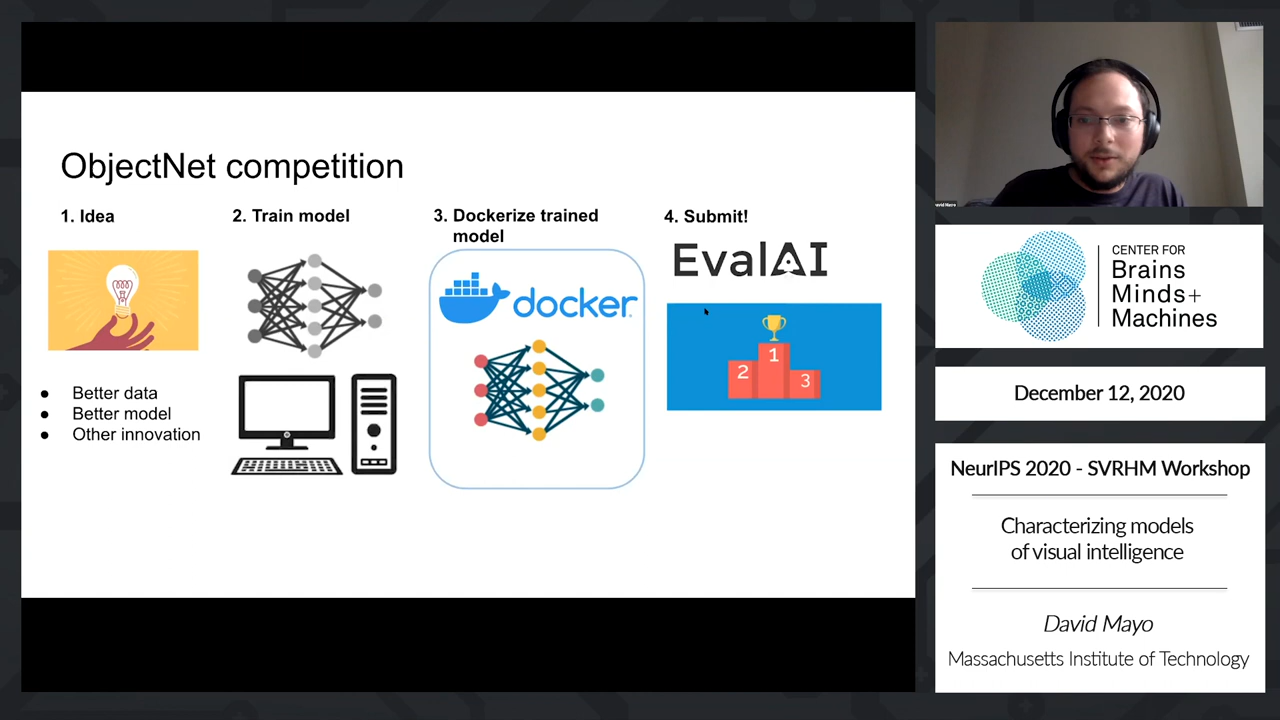 ObjectNet competition
1. Idea
2. Train model
3. Dockerize trained
model
4. Submit!
EvalAI
docker
1
2
3
● Better data
● Better model
● Other innovation
David Mayo
CENTER FOR
Brains
Minds+
Machines
December 12, 2020
NeurIPS 2020 - SVRHM Workshop
Characterizing models
of visual intelligence
David Mayo
Massachusetts Institute of Technology